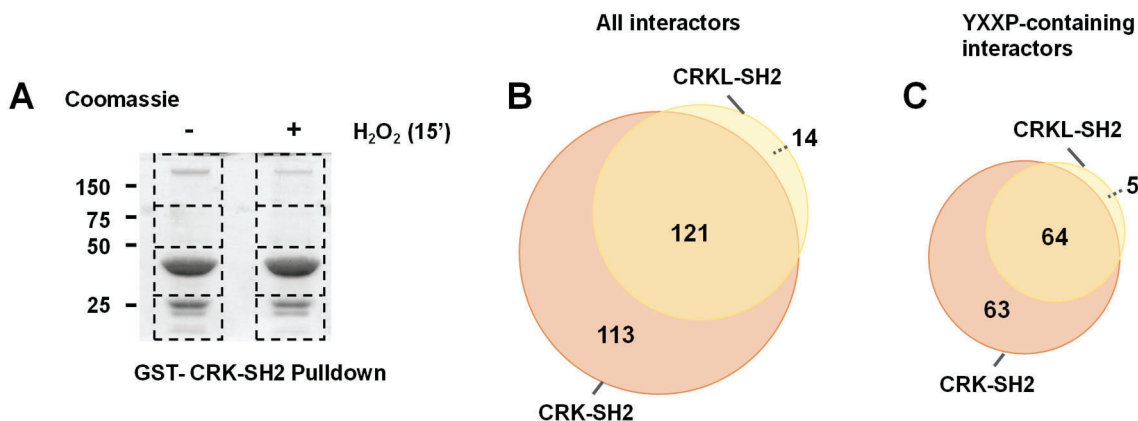 A
Coomassie
- + H₂O₂ (15')
150
75
50
25
GST- CRK-SH2 Pulldown
All interactors
B
CRKL-SH2
14
121
113
CRK-SH2
YXXP-containing
interactors
C
CRKL-SH2
5
64
63
CRK-SH2